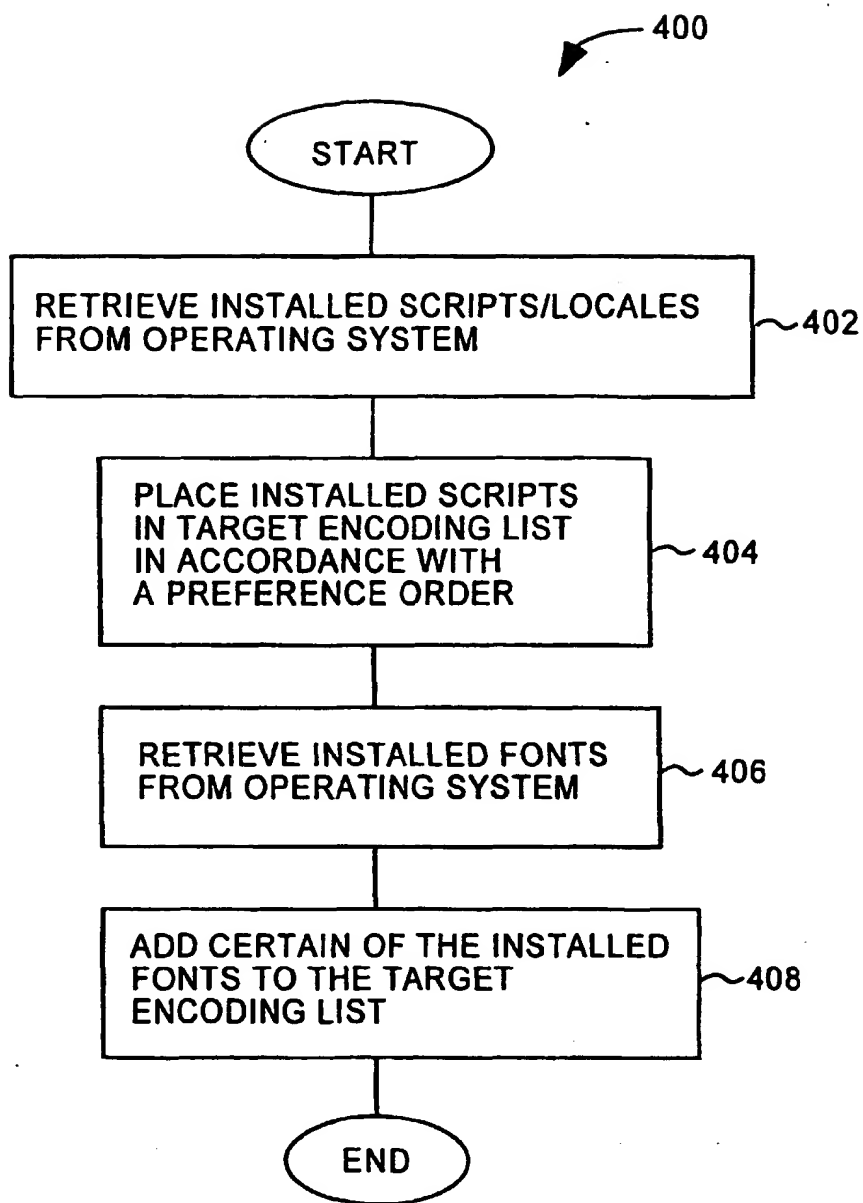 400
START
RETRIEVE INSTALLED SCRIPTS/LOCALES
FROM OPERATING SYSTEM
402
PLACE INSTALLED SCRIPTS
IN TARGET ENCODING LIST
IN ACCORDANCE WITH
A PREFERENCE ORDER
404
RETRIEVE INSTALLED FONTS
FROM OPERATING SYSTEM
406
ADD CERTAIN OF THE INSTALLED
FONTS TO THE TARGET
ENCODING LIST
408
END